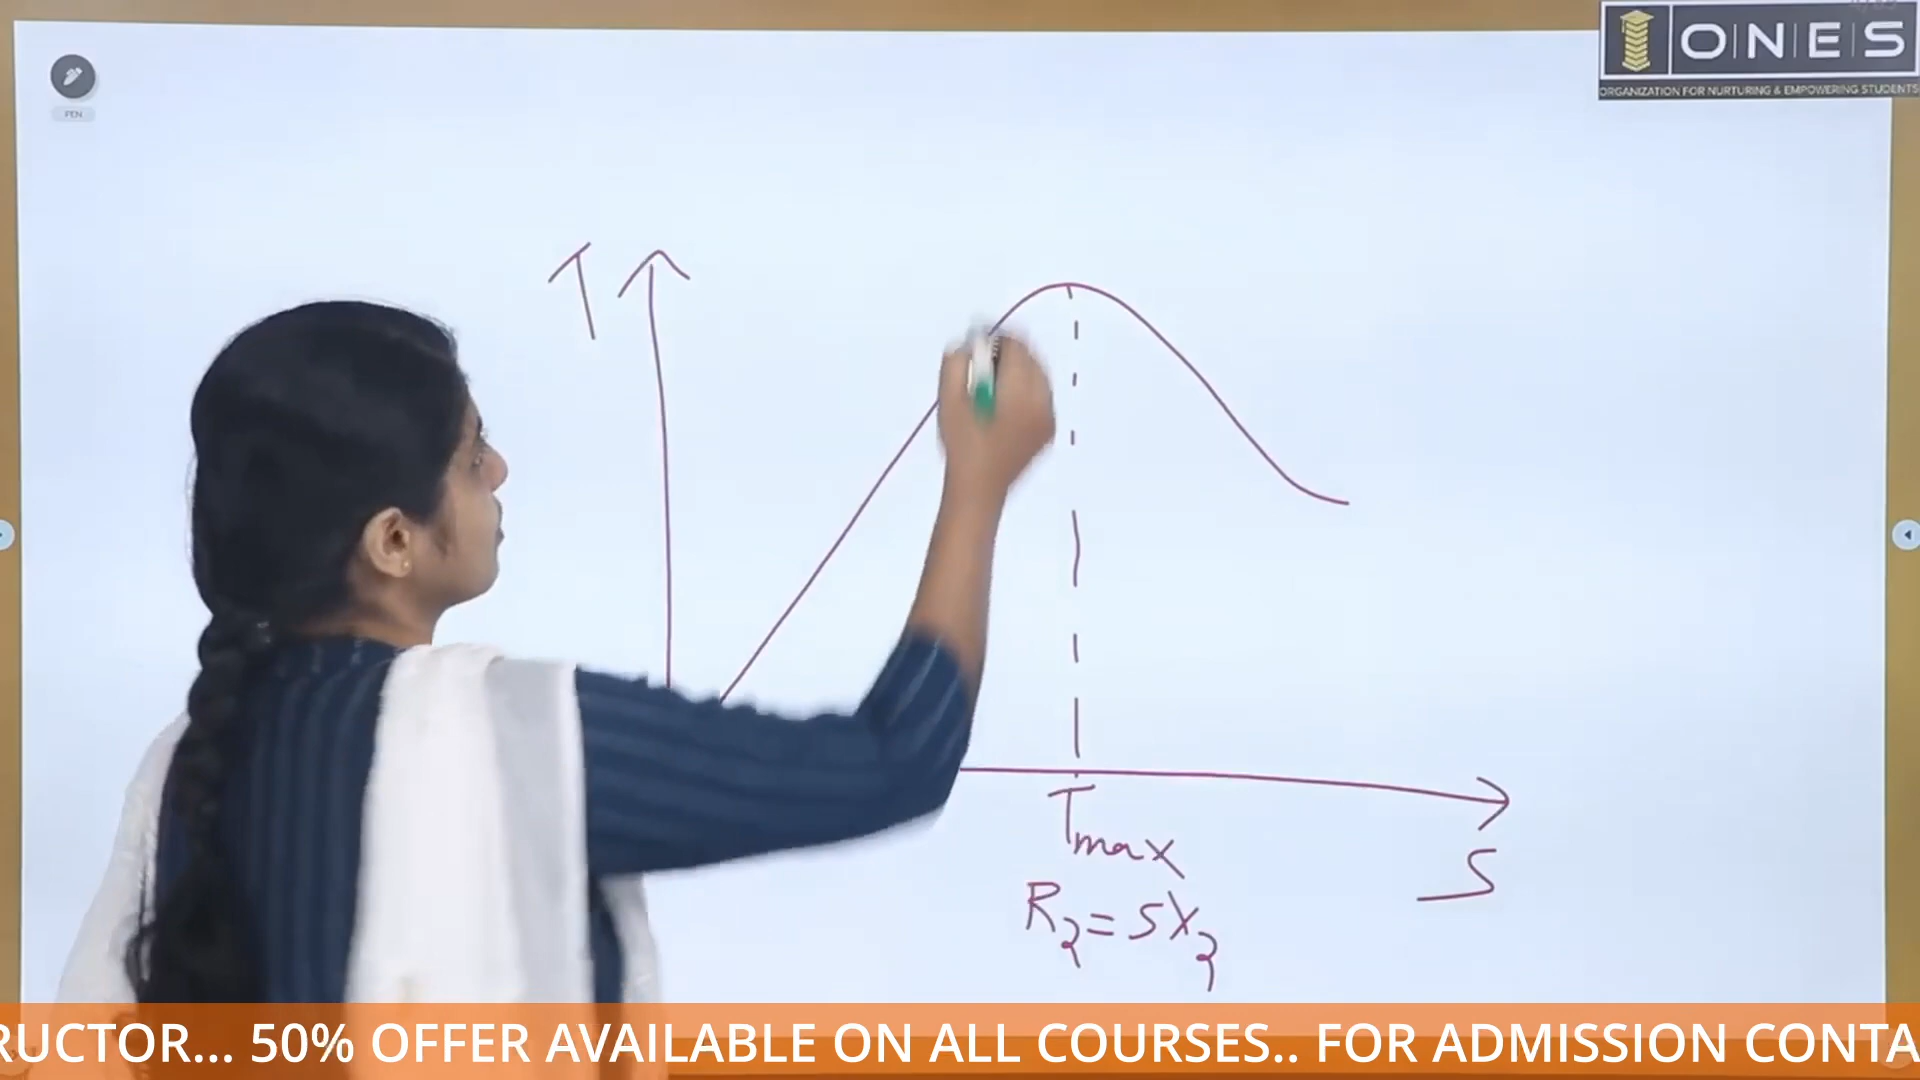 ONES
ORGANIZATION FOR NURTURING & EMPOWERING STUDENTS
PEN
T
Tmax
S
R2=SX2
RUCTOR... 50% OFFER AVAILABLE ON ALL COURSES.. FOR ADMISSION CONTA